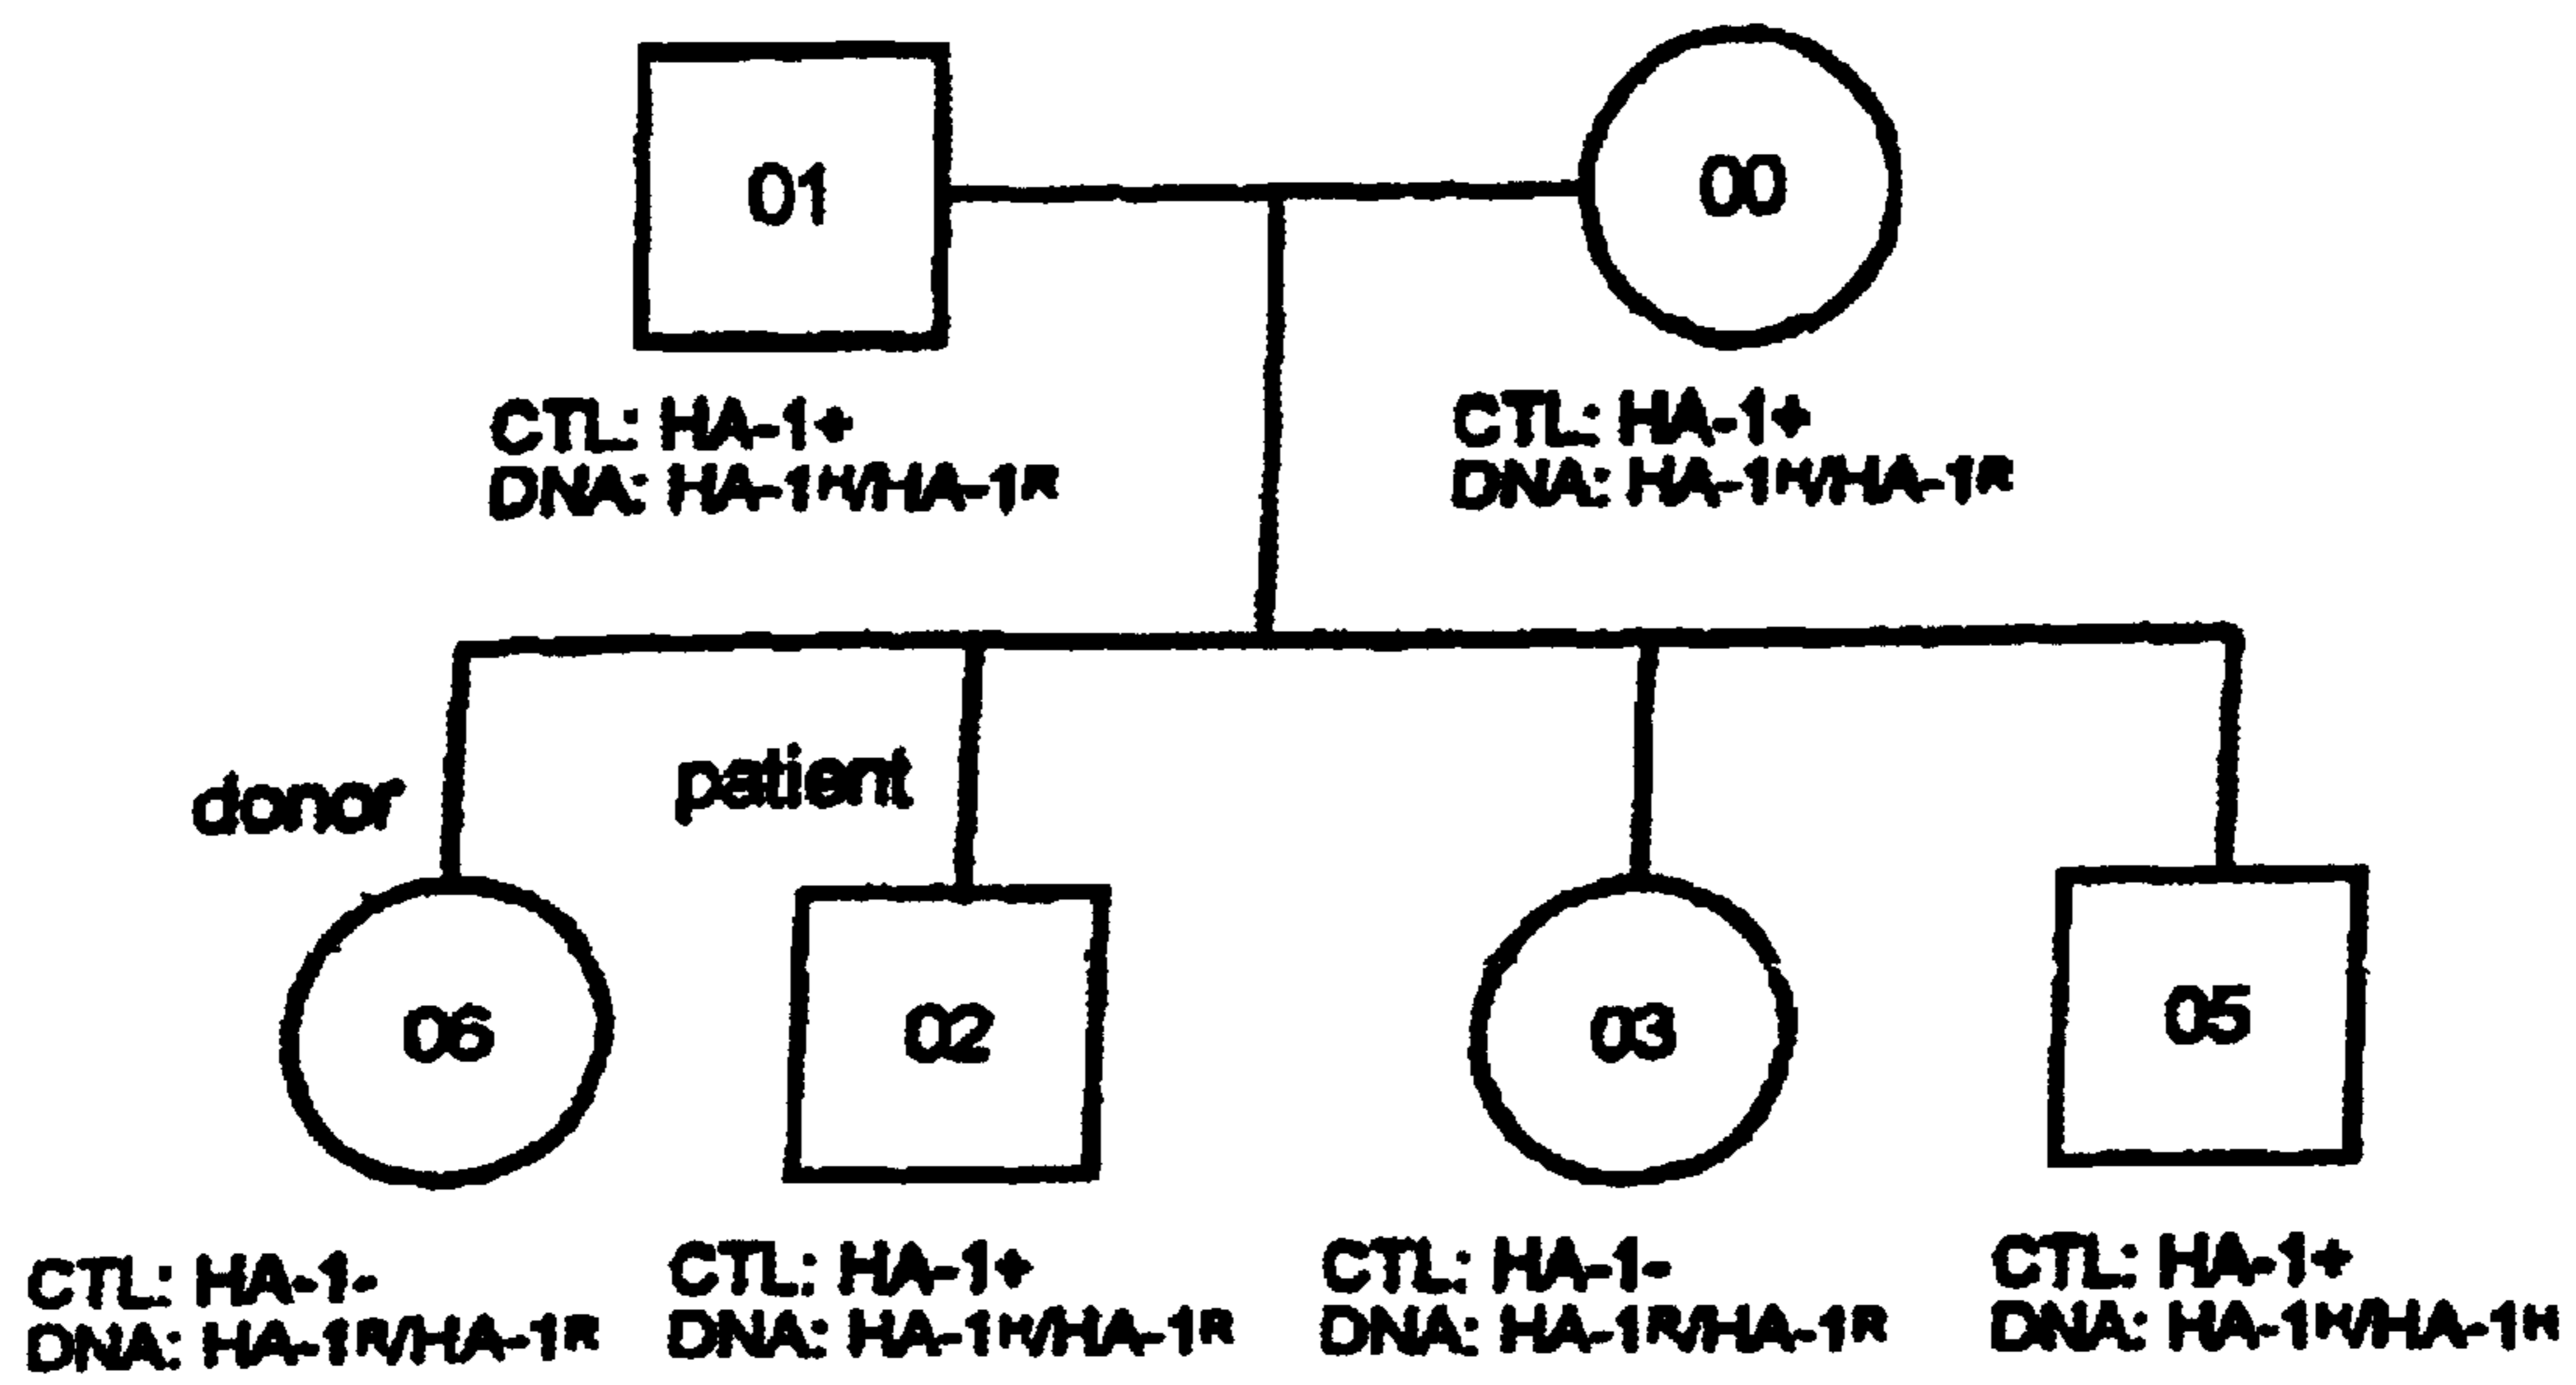 01
00
CTL: HA-1+
DNA: HA-1ᴴ/HA-1ᴿ
CTL: HA-1+
DNA: HA-1ᴴ/HA-1ᴿ
donor
patient
06
02
03
05
CTL: HA-1-
DNA: HA-1ᴿ/HA-1ᴿ
CTL: HA-1+
DNA: HA-1ᴴ/HA-1ᴿ
CTL: HA-1-
DNA: HA-1ᴿ/HA-1ᴿ
CTL: HA-1+
DNA: HA-1ᴴ/HA-1ᴴ